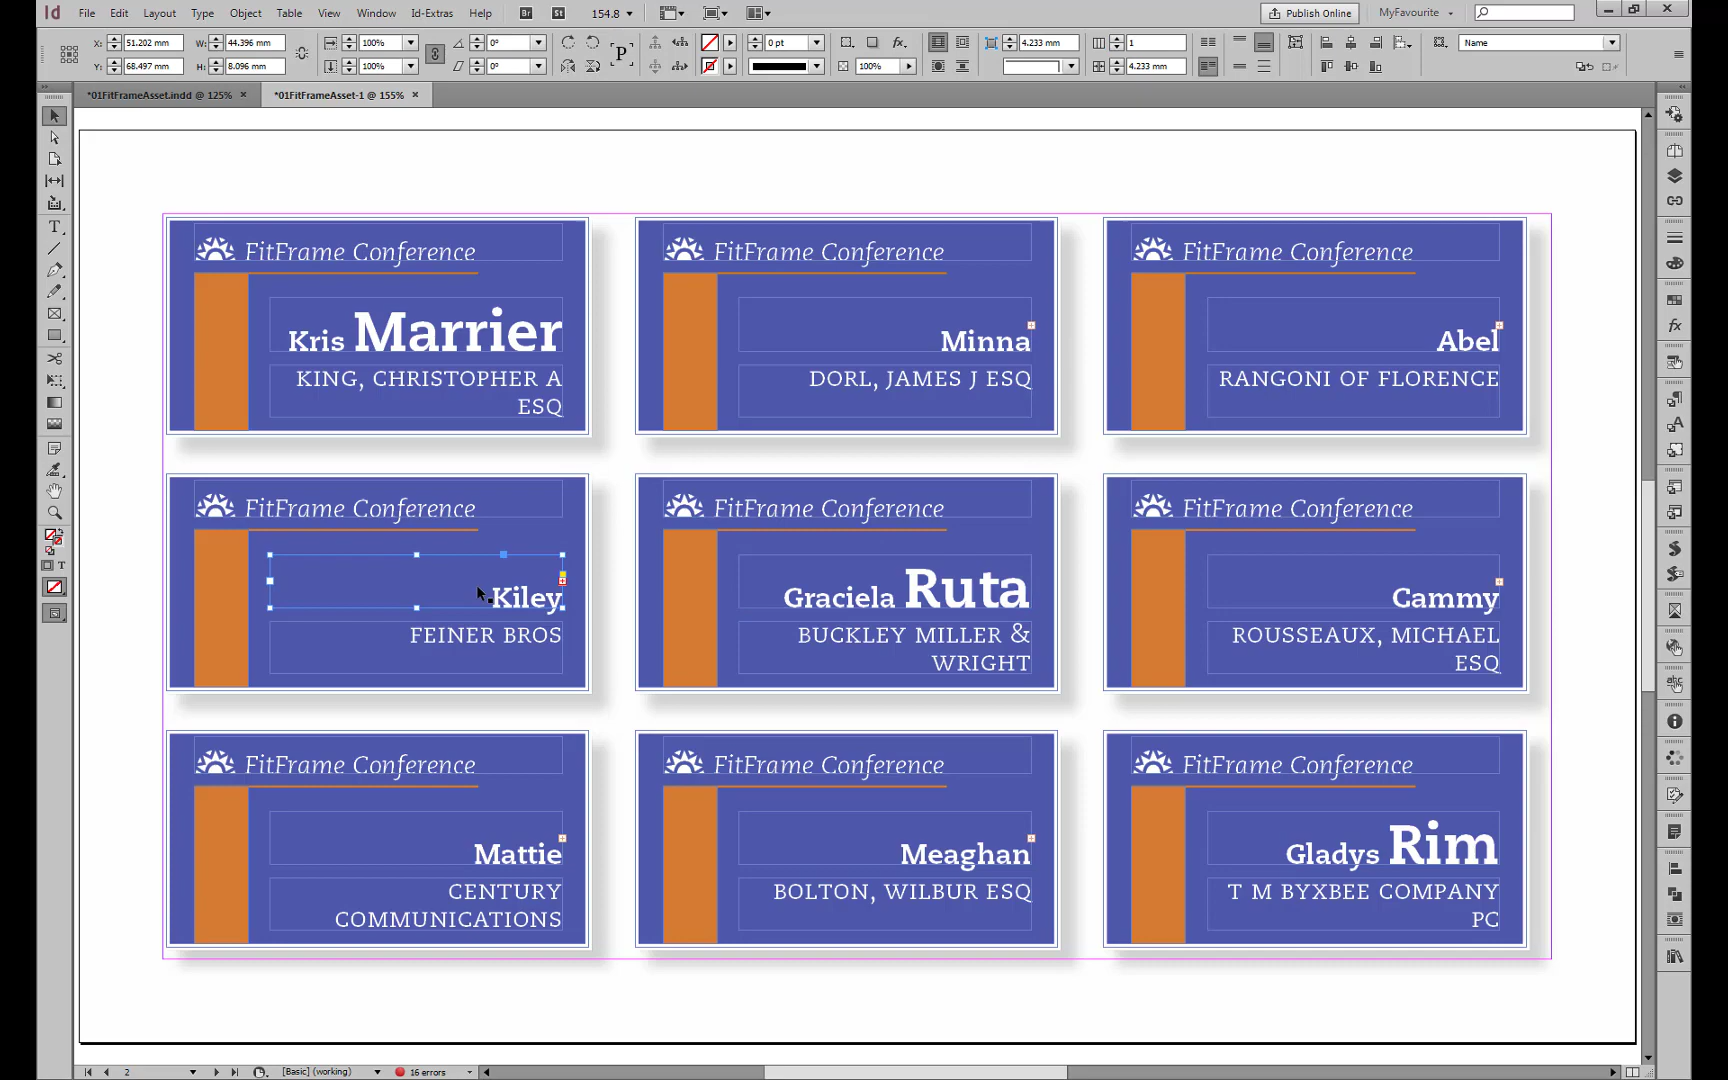 Id File Edit Layout Type Object Table View Window Id-Extras Help Br St 154.8 Publish Online MyFavourite
X: 51.202 mm W: 44.396 mm 100% 0° P 0 pt fx. 4.233 mm 1 Name
Y: 68.497 mm H: 8.096 mm 100% 0° 100% 4.233 mm
*01FitFrameAsset.indd @ 125% × *01FitFrameAsset-1 @ 155% ×
FitFrame Conference
Kris Marrier
KING, CHRISTOPHER A
ESQ
FitFrame Conference
Minna
DORL, JAMES J ESQ
FitFrame Conference
Abel
RANGONI OF FLORENCE
FitFrame Conference
Kiley
FEINER BROS
FitFrame Conference
Graciela Ruta
BUCKLEY MILLER &
WRIGHT
FitFrame Conference
Cammy
ROUSSEAUX, MICHAEL
ESQ
FitFrame Conference
Mattie
CENTURY
COMMUNICATIONS
FitFrame Conference
Meaghan
BOLTON, WILBUR ESQ
FitFrame Conference
Gladys Rim
T M BYXBEE COMPANY
PC
2 [Basic] (working) 16 errors